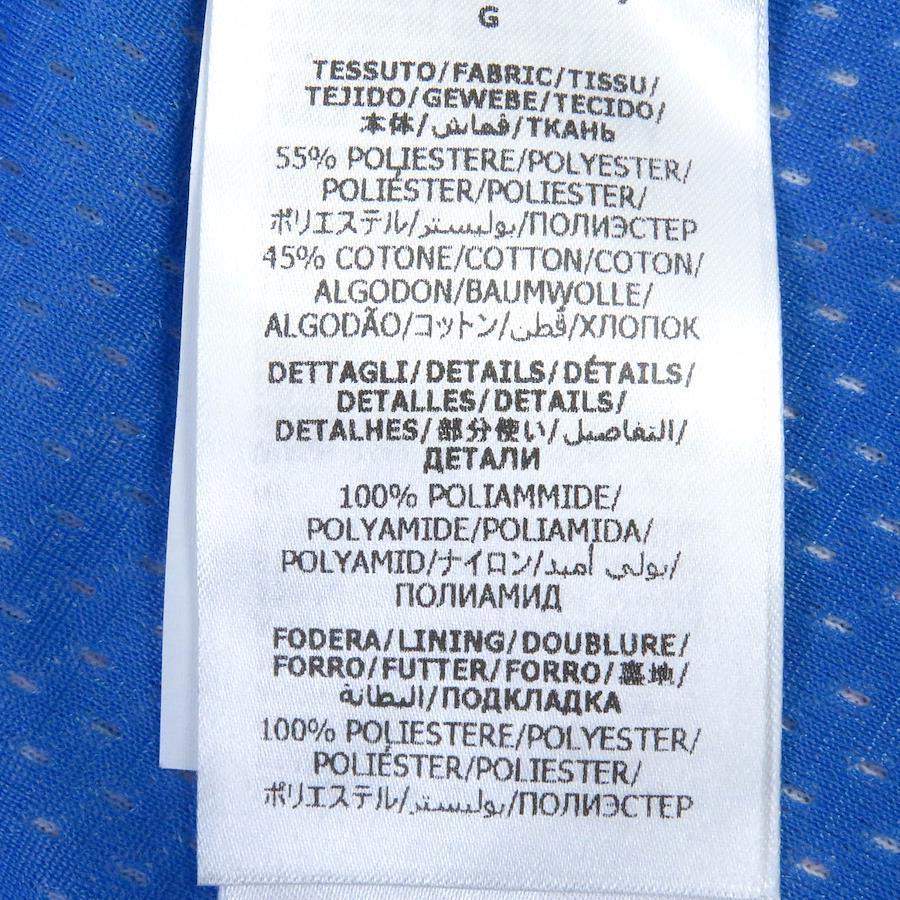 G
TESSUTO/FABRIC/TISSU/
TEJIDO/GEWEBE/TECIDO/
本体/قماش/ТКАНЬ
55% POLIESTERE/POLYESTER/
POLIÉSTER/POLIESTER/
ポリエステル/بوليستر/ПОЛИЭСТЕР
45% COTONE/COTTON/COTON/
ALGODON/BAUMWOLLE/
ALGODÃO/コットン/قطن/ХЛОПОК
DETTAGLI/DETAILS/DÉTAILS/
DETALLES/DETAILS/
DETALHES/部分使い/التفاصيل/
ДЕТАЛИ
100% POLIAMMIDE/
POLYAMIDE/POLIAMIDA/
POLYAMID/ナイロン/بولي أميد/
ПОЛИАМИД
FODERA/LINING/DOUBLURE/
FORRO/FUTTER/FORRO/裏地/
البطانة/ПОДКЛАДКА
100% POLIESTERE/POLYESTER/
POLIÉSTER/POLIESTER/
ポリエステル/بوليستر/ПОЛИЭСТЕР